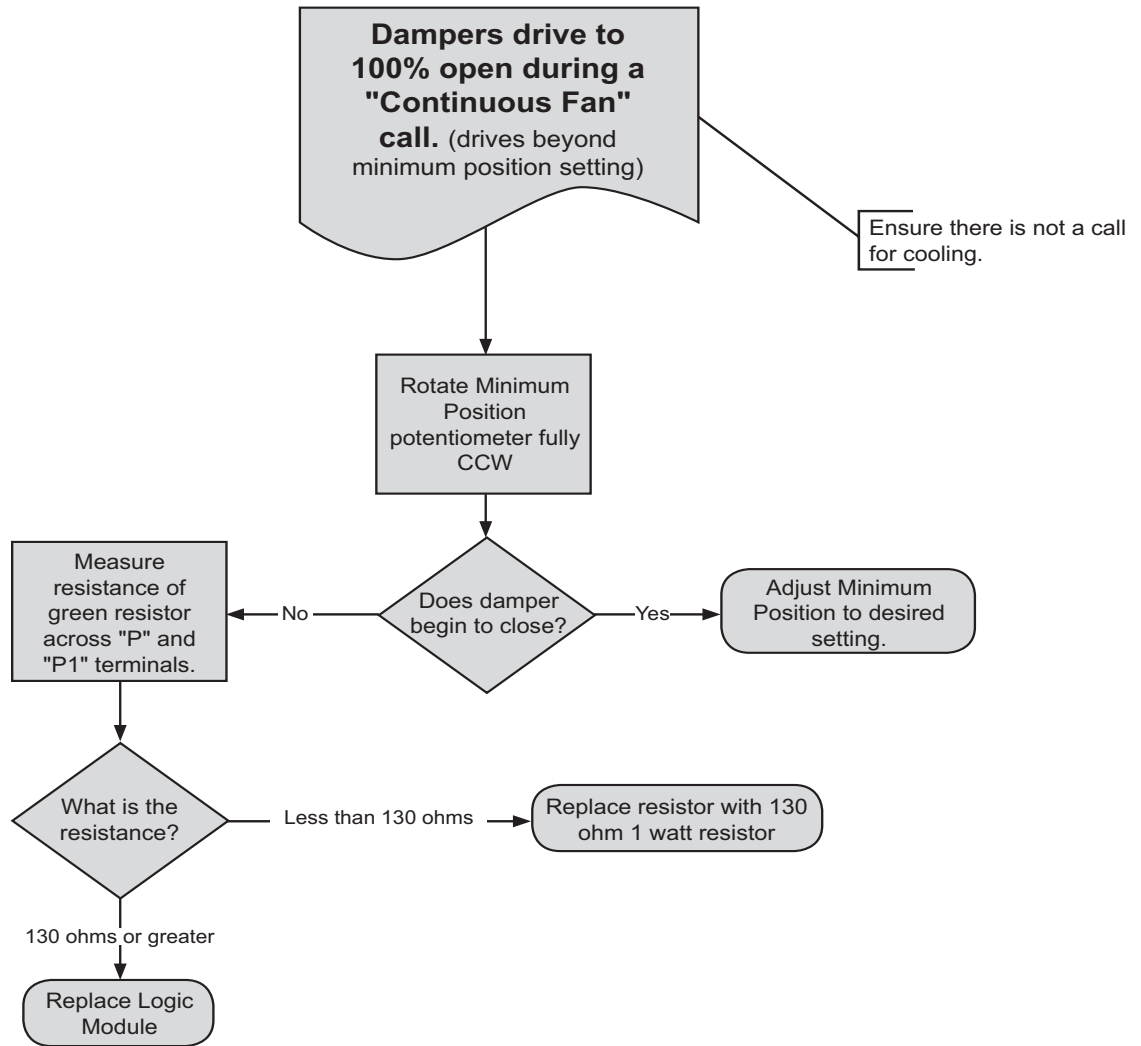 Dampers drive to
100% open during a
"Continuous Fan"
call. (drives beyond
minimum position setting)
Ensure there is not a call
for cooling.
Rotate Minimum
Position
potentiometer fully
CCW
Measure
resistance of
green resistor
across "P" and
"P1" terminals.
No
Does damper
begin to close?
Yes
Adjust Minimum
Position to desired
setting.
What is the
resistance?
Less than 130 ohms
Replace resistor with 130
ohm 1 watt resistor
130 ohms or greater
Replace Logic
Module